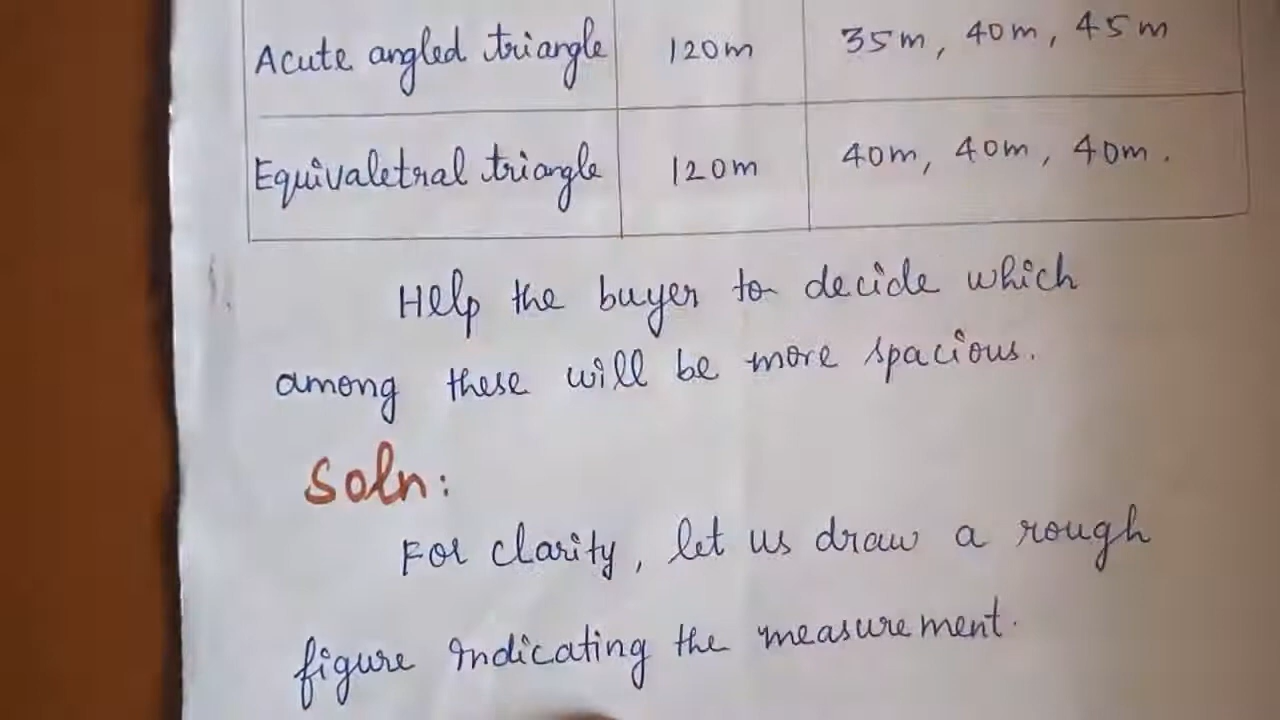 Acute angled triangle 120m 35m, 40m, 45m
Equivaletral triangle 120m 40m, 40m, 40m.
Help the buyer to decide which
among these will be more spacious.
Soln:
For clarity, let us draw a rough
figure indicating the measurement.